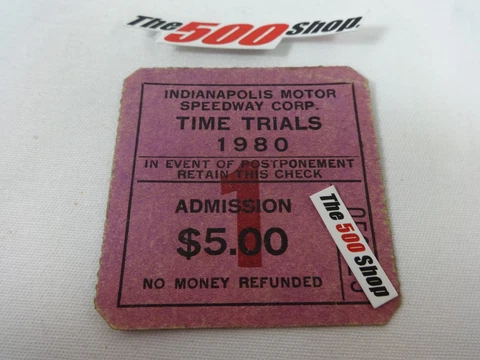 The 500 Shop.
INDIANAPOLIS MOTOR
SPEEDWAY CORP.
TIME TRIALS
1980
IN EVENT OF POSTPONEMENT
RETAIN THIS CHECK
1
ADMISSION
$5.00
NO MONEY REFUNDED
The 500 Shop